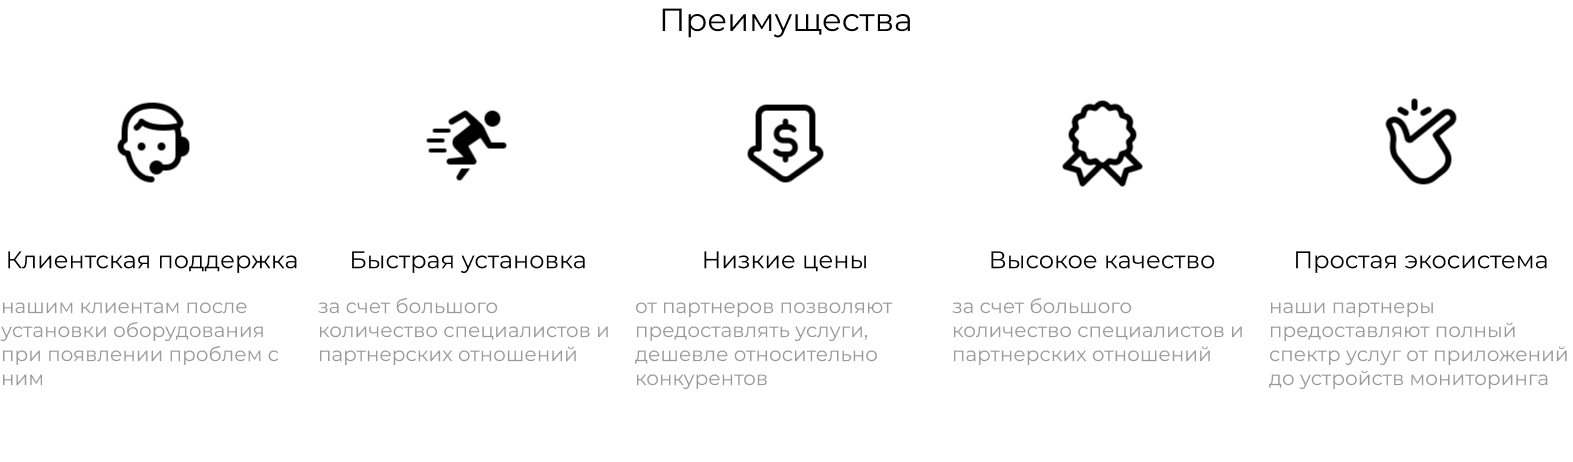 Преимущества
Клиентская поддержка
нашим клиентам после
установки оборудования
при появлении проблем с
ним
Быстрая установка
за счет большого
количество специалистов и
партнерских отношений
Низкие цены
от партнеров позволяют
предоставлять услуги,
дешевле относительно
конкурентов
Высокое качество
за счет большого
количество специалистов и
партнерских отношений
Простая экосистема
наши партнеры
предоставляют полный
спектр услуг от приложений
до устройств мониторинга